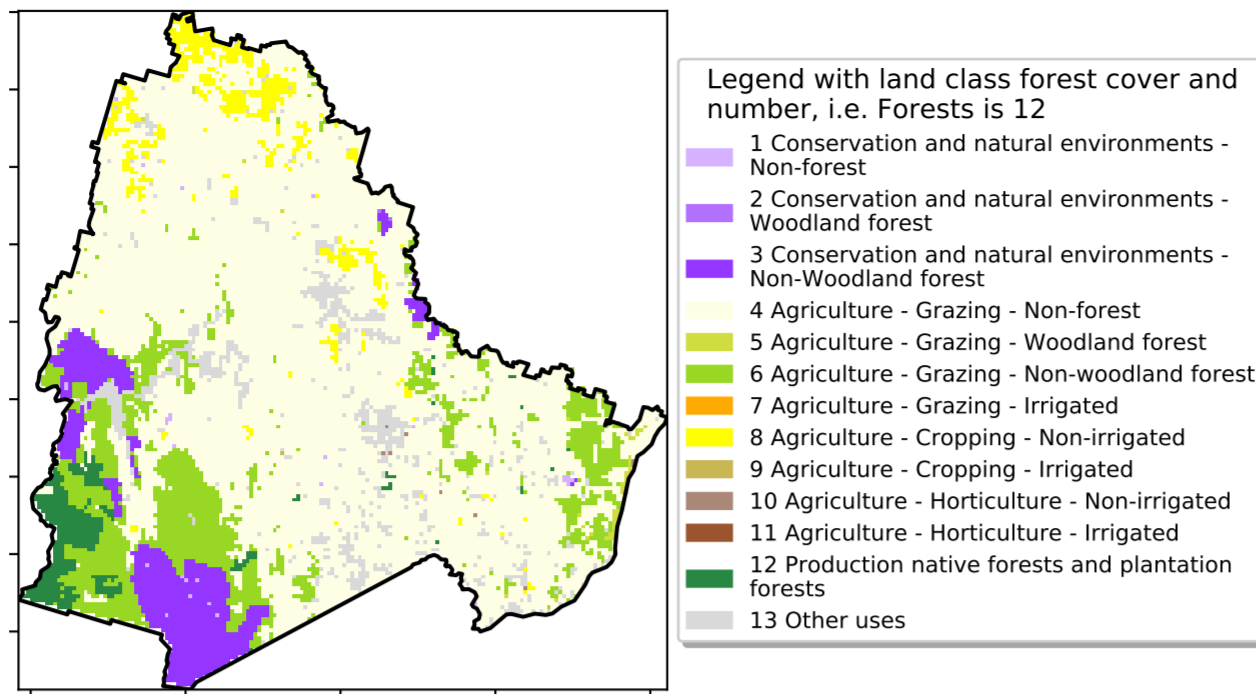 Legend with land class forest cover and
number, i.e. Forests is 12
1 Conservation and natural environments -
Non-forest
2 Conservation and natural environments -
Woodland forest
3 Conservation and natural environments -
Non-Woodland forest
4 Agriculture - Grazing - Non-forest
5 Agriculture - Grazing - Woodland forest
6 Agriculture - Grazing - Non-woodland forest
7 Agriculture - Grazing - Irrigated
8 Agriculture - Cropping - Non-irrigated
9 Agriculture - Cropping - Irrigated
10 Agriculture - Horticulture - Non-irrigated
11 Agriculture - Horticulture - Irrigated
12 Production native forests and plantation
forests
13 Other uses